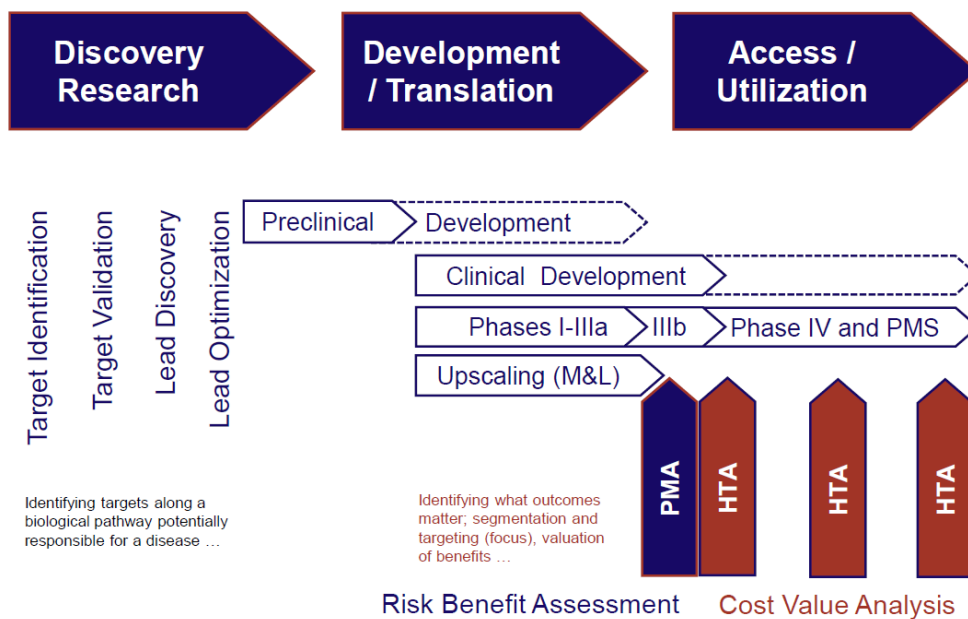 Discovery
Research
Development
/ Translation
Access /
Utilization
Target Identification
Target Validation
Lead Discovery
Lead Optimization
Preclinical
Development
Clinical Development
Phases I-IIIa
IIIb
Phase IV and PMS
Upscaling (M&L)
PMA
HTA
HTA
HTA
Identifying targets along a
biological pathway potentially
responsible for a disease …
Identifying what outcomes
matter; segmentation and
targeting (focus), valuation
of benefits …
Risk Benefit Assessment
Cost Value Analysis